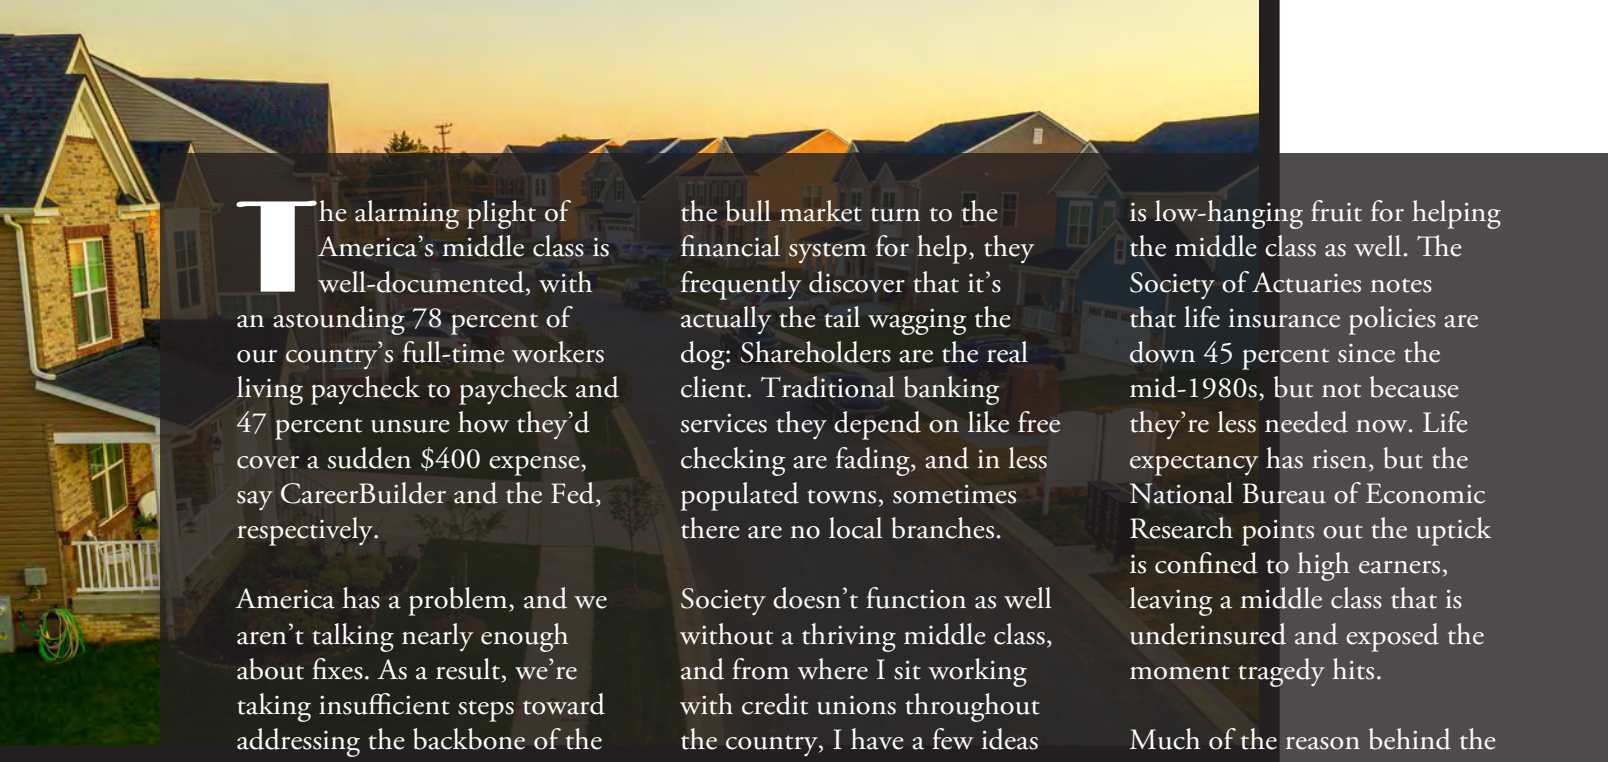 The alarming plight of
America's middle class is
well-documented, with
an astounding 78 percent of
our country's full-time workers
living paycheck to paycheck and
47 percent unsure how they'd
cover a sudden $400 expense,
say CareerBuilder and the Fed,
respectively.
America has a problem, and we
aren't talking nearly enough
about fixes. As a result, we're
taking insufficient steps toward
addressing the backbone of the
the bull market turn to the
financial system for help, they
frequently discover that it's
actually the tail wagging the
dog: Shareholders are the real
client. Traditional banking
services they depend on like free
checking are fading, and in less
populated towns, sometimes
there are no local branches.
Society doesn't function as well
without a thriving middle class,
and from where I sit working
with credit unions throughout
the country, I have a few ideas
is low-hanging fruit for helping
the middle class as well. The
Society of Actuaries notes
that life insurance policies are
down 45 percent since the
mid-1980s, but not because
they're less needed now. Life
expectancy has risen, but the
National Bureau of Economic
Research points out the uptick
is confined to high earners,
leaving a middle class that is
underinsured and exposed the
moment tragedy hits.
Much of the reason behind the